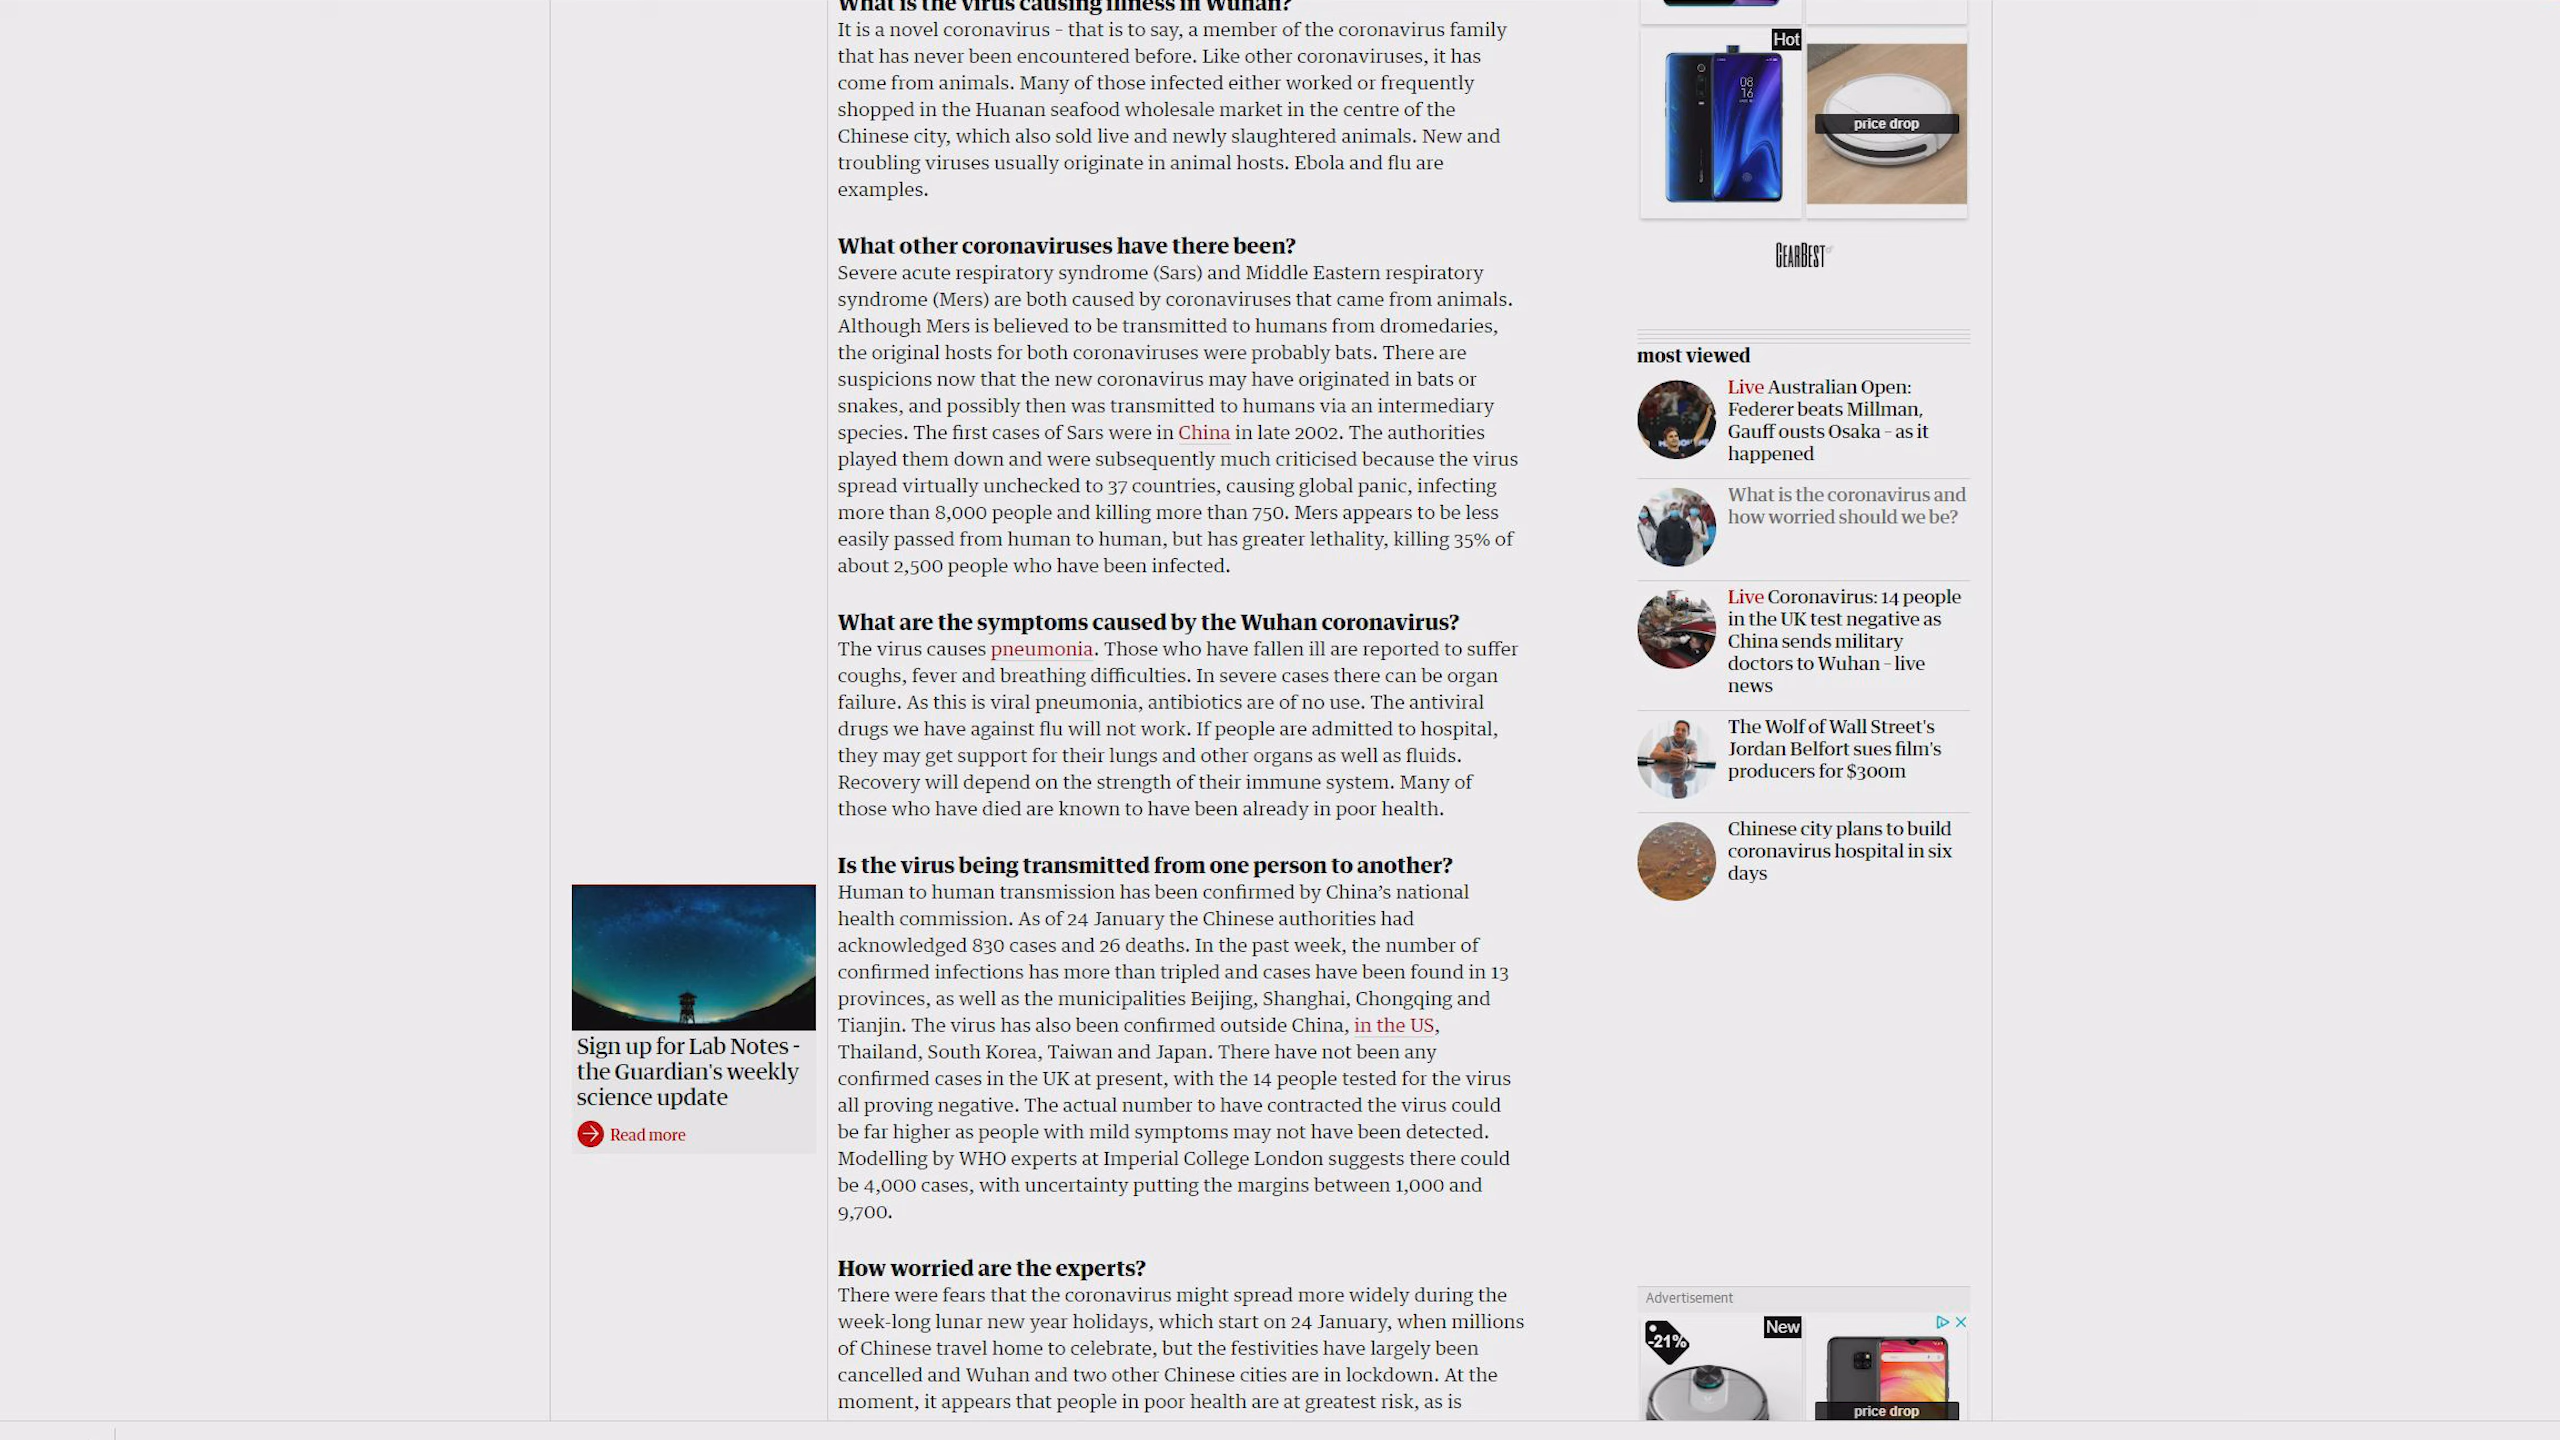 What is the virus causing illness in Wuhan?
It is a novel coronavirus – that is to say, a member of the coronavirus family
that has never been encountered before. Like other coronaviruses, it has
come from animals. Many of those infected either worked or frequently
shopped in the Huanan seafood wholesale market in the centre of the
Chinese city, which also sold live and newly slaughtered animals. New and
troubling viruses usually originate in animal hosts. Ebola and flu are
examples.
What other coronaviruses have there been?
Severe acute respiratory syndrome (Sars) and Middle Eastern respiratory
syndrome (Mers) are both caused by coronaviruses that came from animals.
Although Mers is believed to be transmitted to humans from dromedaries,
the original hosts for both coronaviruses were probably bats. There are
suspicions now that the new coronavirus may have originated in bats or
snakes, and possibly then was transmitted to humans via an intermediary
species. The first cases of Sars were in China in late 2002. The authorities
played them down and were subsequently much criticised because the virus
spread virtually unchecked to 37 countries, causing global panic, infecting
more than 8,000 people and killing more than 750. Mers appears to be less
easily passed from human to human, but has greater lethality, killing 35% of
about 2,500 people who have been infected.
What are the symptoms caused by the Wuhan coronavirus?
The virus causes pneumonia. Those who have fallen ill are reported to suffer
coughs, fever and breathing difficulties. In severe cases there can be organ
failure. As this is viral pneumonia, antibiotics are of no use. The antiviral
drugs we have against flu will not work. If people are admitted to hospital,
they may get support for their lungs and other organs as well as fluids.
Recovery will depend on the strength of their immune system. Many of
those who have died are known to have been already in poor health.
Is the virus being transmitted from one person to another?
Human to human transmission has been confirmed by China’s national
health commission. As of 24 January the Chinese authorities had
acknowledged 830 cases and 26 deaths. In the past week, the number of
confirmed infections has more than tripled and cases have been found in 13
provinces, as well as the municipalities Beijing, Shanghai, Chongqing and
Tianjin. The virus has also been confirmed outside China, in the US,
Thailand, South Korea, Taiwan and Japan. There have not been any
confirmed cases in the UK at present, with the 14 people tested for the virus
all proving negative. The actual number to have contracted the virus could
be far higher as people with mild symptoms may not have been detected.
Modelling by WHO experts at Imperial College London suggests there could
be 4,000 cases, with uncertainty putting the margins between 1,000 and
9,700.
How worried are the experts?
There were fears that the coronavirus might spread more widely during the
week-long lunar new year holidays, which start on 24 January, when millions
of Chinese travel home to celebrate, but the festivities have largely been
cancelled and Wuhan and two other Chinese cities are in lockdown. At the
moment, it appears that people in poor health are at greatest risk, as is
Sign up for Lab Notes -
the Guardian's weekly
science update
Read more
Hot
08
16
price drop
GEARBEST
most viewed
Live Australian Open:
Federer beats Millman,
Gauff ousts Osaka – as it
happened
What is the coronavirus and
how worried should we be?
Live Coronavirus: 14 people
in the UK test negative as
China sends military
doctors to Wuhan – live
news
The Wolf of Wall Street's
Jordan Belfort sues film's
producers for $300m
Chinese city plans to build
coronavirus hospital in six
days
Advertisement
-21%
New
price drop